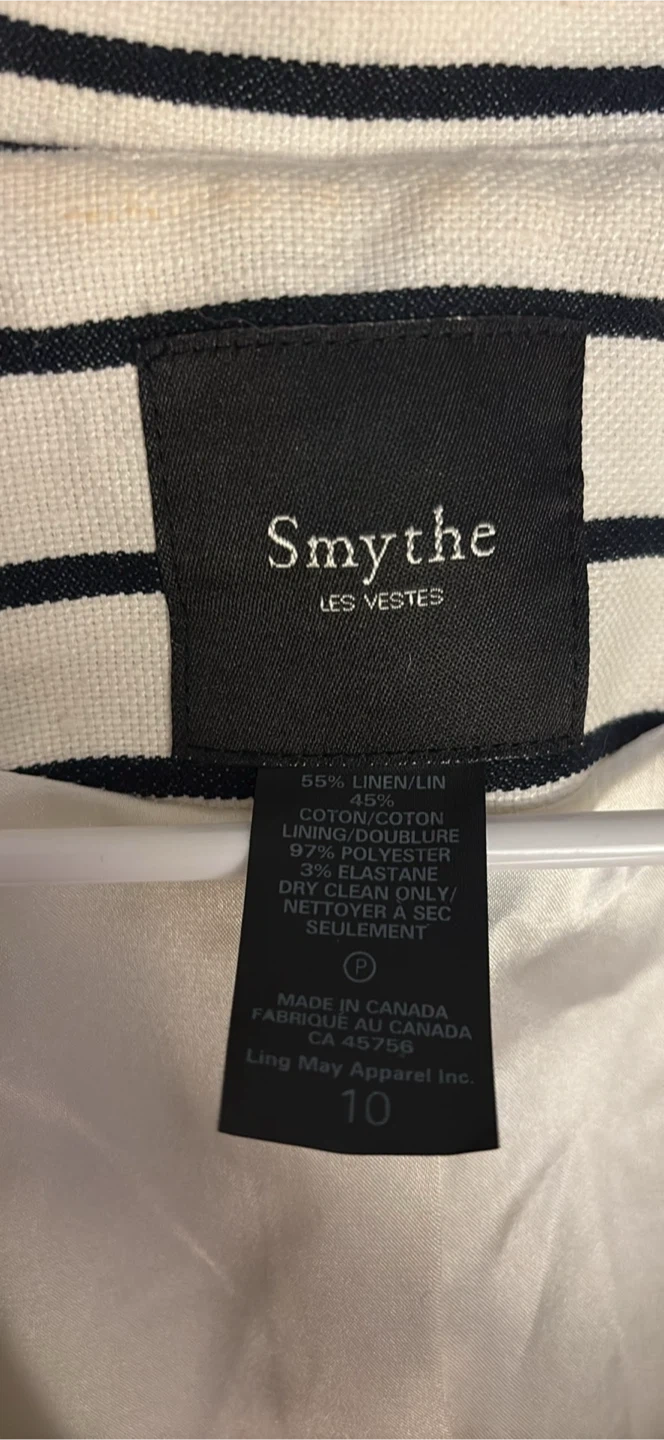 Smythe
LES VESTES
55% LINEN/LIN
45%
COTON/COTON
LINING/DOUBLURE
97% POLYESTER
3% ELASTANE
DRY CLEAN ONLY/
NETTOYER À SEC
SEULEMENT
P
MADE IN CANADA
FABRIQUÉ AU CANADA
CA 45756
Ling May Apparel Inc.
10